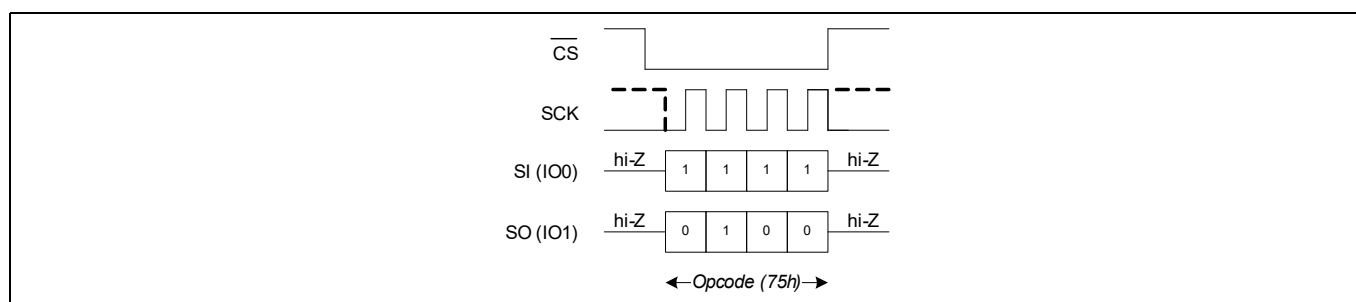 CS
SCK
hi-Z 1 1 1 1 hi-Z
SI (IO0)
hi-Z 0 1 0 0 hi-Z
SO (IO1)
Opcode (75h)